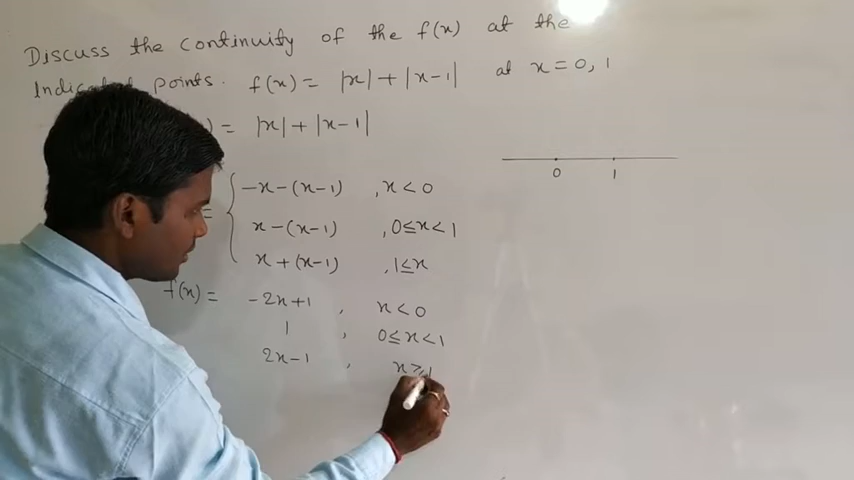 Discuss the continuity of the f(x) at the
points. f(x) = |x| + |x-1| at x = 0, 1
) = |x| + |x-1|
= { -x-(x-1) , x < 0
x-(x-1) , 0≤x<1
x+(x-1) , 1≤x
0 1
f(x) = -2x+1 , x < 0
1 , 0≤x<1
2x-1 , x≥1